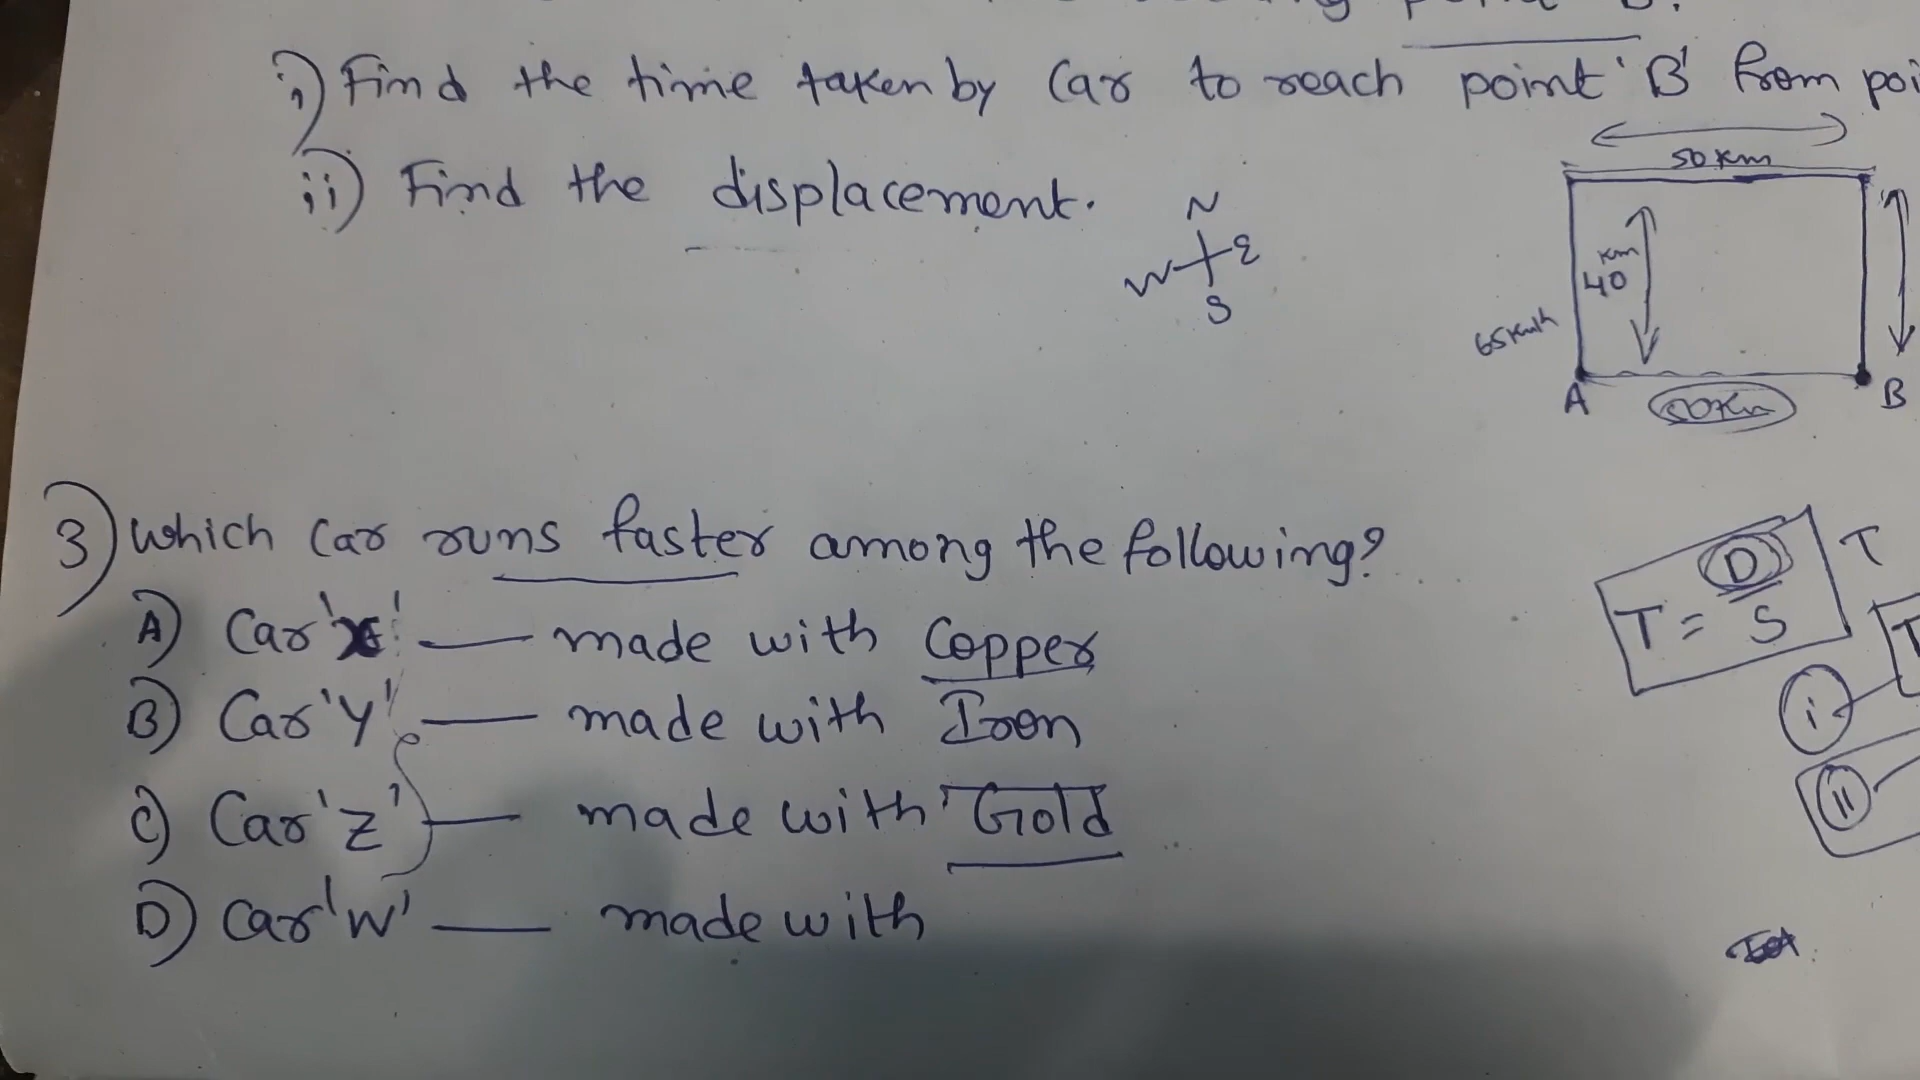 i) Find the time taken by Car to reach point 'B' from poi
ii) Find the displacement.
N
W E
S
50 Km
40 Km
65 Km/h
A
B
3) Which Car runs faster among the following?
A) Car 'X' — made with Copper
B) Car 'Y' — made with Iron
C) Car 'Z' — made with Gold
D) Car 'W' — made with
T = D
S
T
T
i
ii